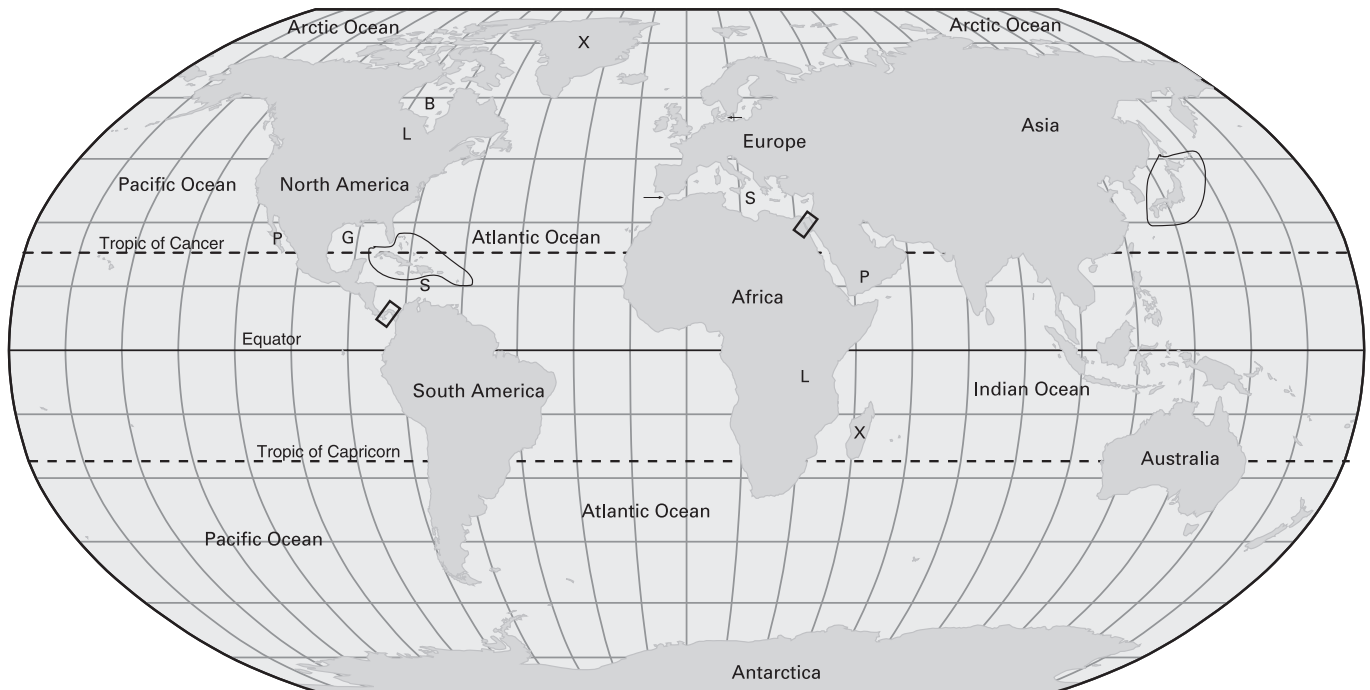 Arctic Ocean
Arctic Ocean
X
B
L
Asia
Europe
Pacific Ocean
North America
S
P
G
Atlantic Ocean
Tropic of Cancer
P
S
Africa
Equator
L
South America
Indian Ocean
X
Tropic of Capricorn
Australia
Atlantic Ocean
Pacific Ocean
Antarctica